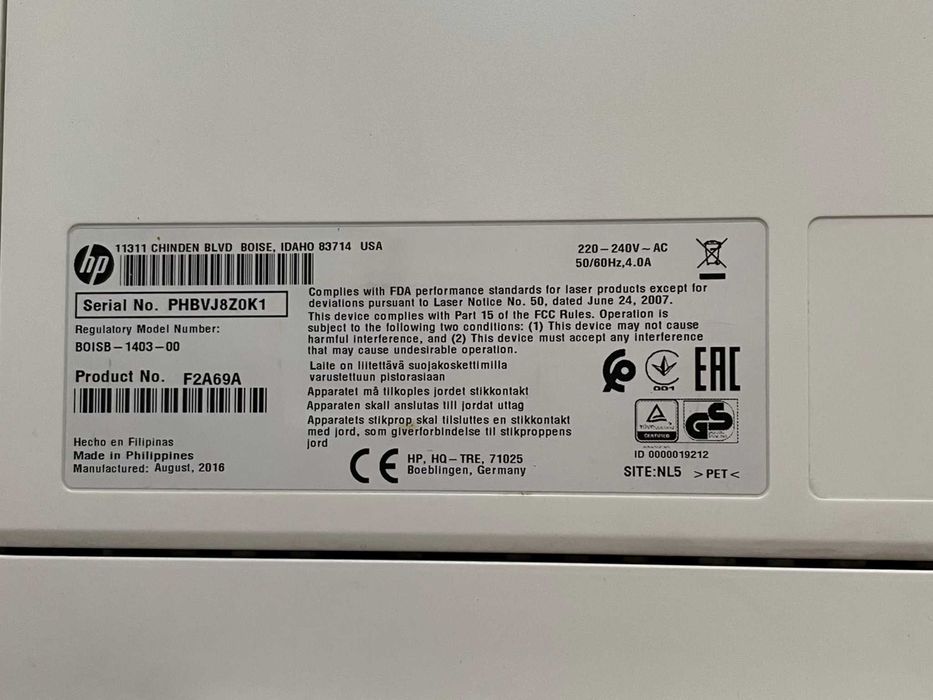 hp
11311 CHINDEN BLVD BOISE, IDAHO 83714 USA
Serial No. PHBVJ8Z0K1
Regulatory Model Number:
BOISB-1403-00
Product No. F2A69A
Hecho en Filipinas
Made in Philippines
Manufactured: August, 2016
220-240V~AC
50/60Hz,4.0A
Complies with FDA performance standards for laser products except for
deviations pursuant to Laser Notice No. 50, dated June 24, 2007.
This device complies with Part 15 of the FCC Rules. Operation is
subject to the following two conditions: (1) This device may not cause
harmful interference, and (2) This device must accept any interference
that may cause undesirable operation.
Laite on liitettävä suojakoskettimilla
varustettuun pistorasiaan
Apparatet må tilkoples jordet stikkontakt
Apparaten skall anslutas till jordat uttag
Apparatets stikprop skal tilsluttes en stikkontakt
med jord, som giverforbindelse til stikproppens
jord
CE
HP, HQ-TRE, 71025
Boeblingen, Germany
001
EAC
CERTIFIED
GS
ID 0000019212
SITE:NL5 >PET<